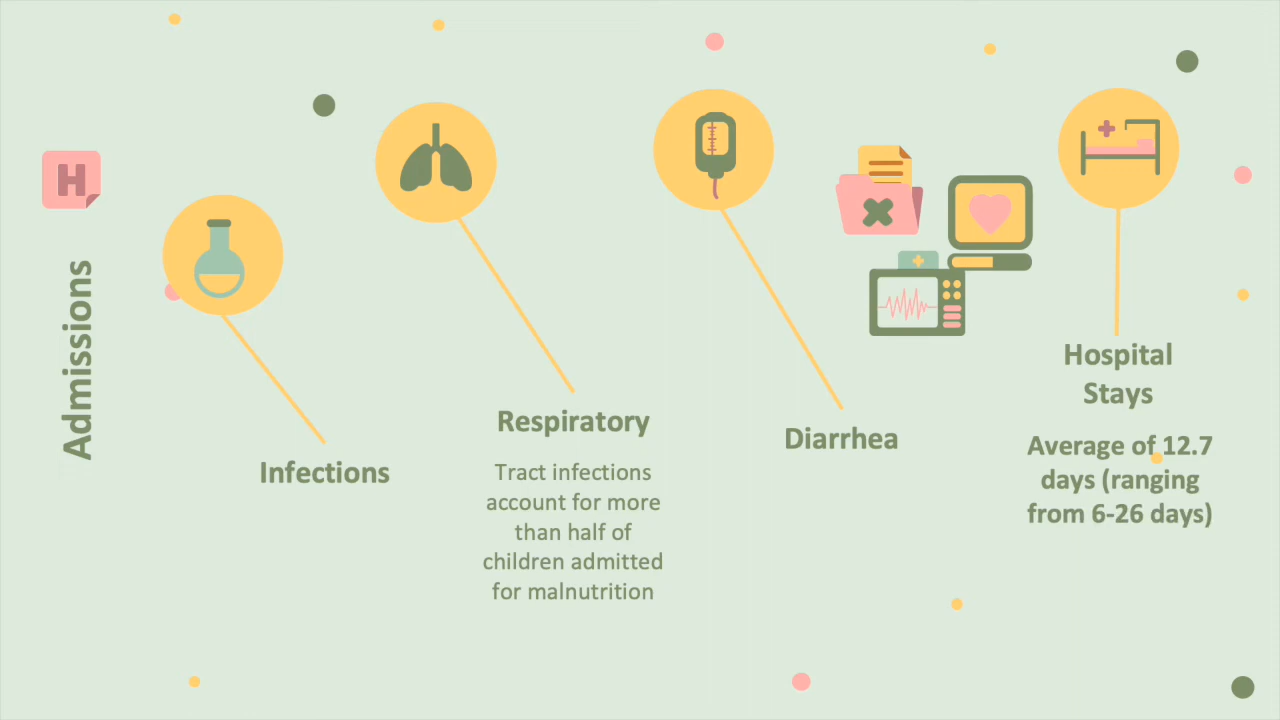 H
Admissions
Infections
Respiratory
Tract infections
account for more
than half of
children admitted
for malnutrition
Diarrhea
Hospital
Stays
Average of 12.7
days (ranging
from 6-26 days)